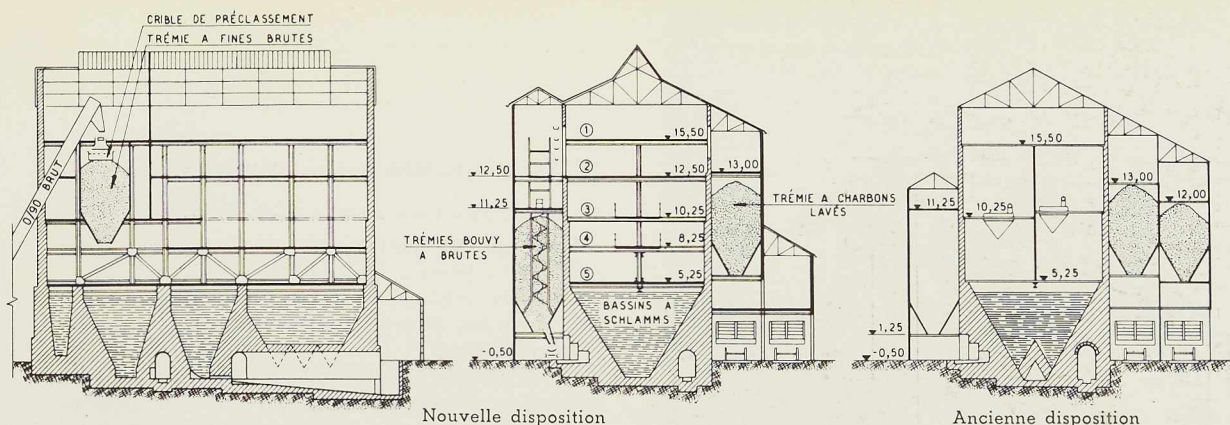 CRIBLE DE PRÉCLASSEMENT
TRÉMIE A FINES BRUTES
0/90 BRUT
12,50
11,25
TRÉMIES BOUVY
A BRUTES
-0,50
①
15,50
②
12,50
③
10,25
④
8,25
⑤
5,25
BASSINS A
SCHLAMMS
13,00
TRÉMIE A CHARBONS
LAVÉS
Nouvelle disposition
15,50
11,25
10,25
13,00
12,00
5,25
1,25
-0,50
Ancienne disposition